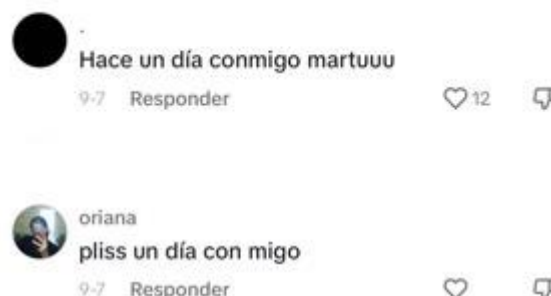 .
Hace un día conmigo martuuu
9-7 Responder 12
oriana
pliss un día con migo
9-7 Responder